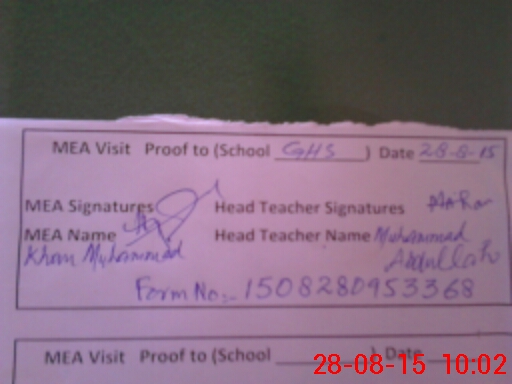 MEA Visit Proof to (School GHS ) Date 28-8-15
MEA Signatures Head Teacher Signatures
MEA Name Head Teacher Name Muhammad
Khan Muhammad Abdullah
Form No:- 1508280953368
MEA Visit Proof to (School ) Date
28-08-15 10:02